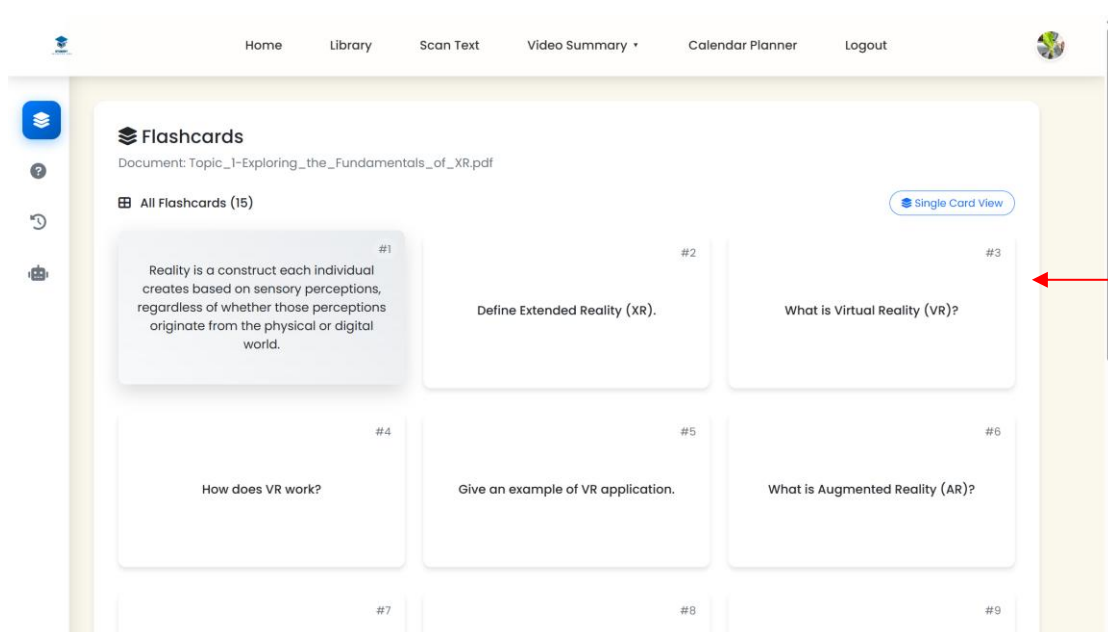 Home Library Scan Text Video Summary Calendar Planner Logout
Flashcards
Document: Topic_1-Exploring_the_Fundamentals_of_XR.pdf
All Flashcards (15)
Single Card View
#1
Reality is a construct each individual
creates based on sensory perceptions,
regardless of whether those perceptions
originate from the physical or digital
world.
#2
Define Extended Reality (XR).
#3
What is Virtual Reality (VR)?
#4
How does VR work?
#5
Give an example of VR application.
#6
What is Augmented Reality (AR)?
#7
#8
#9